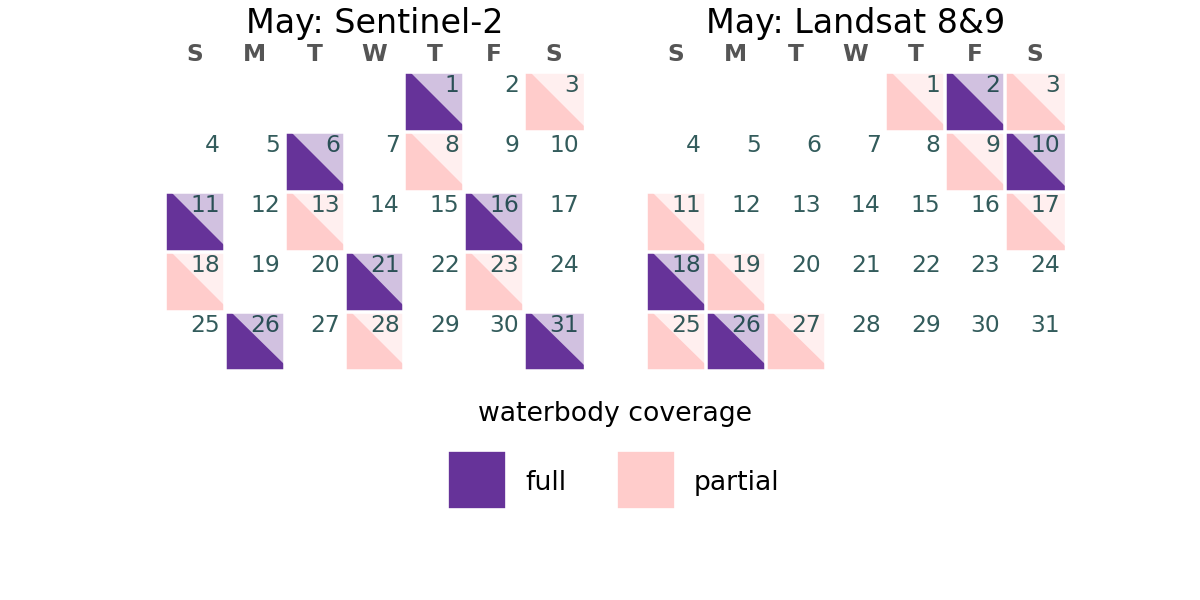 May: Sentinel-2
S M T W T F S
1 2 3
4 5 6 7 8 9 10
11 12 13 14 15 16 17
18 19 20 21 22 23 24
25 26 27 28 29 30 31
May: Landsat 8&9
S M T W T F S
1 2 3
4 5 6 7 8 9 10
11 12 13 14 15 16 17
18 19 20 21 22 23 24
25 26 27 28 29 30 31
waterbody coverage
full partial